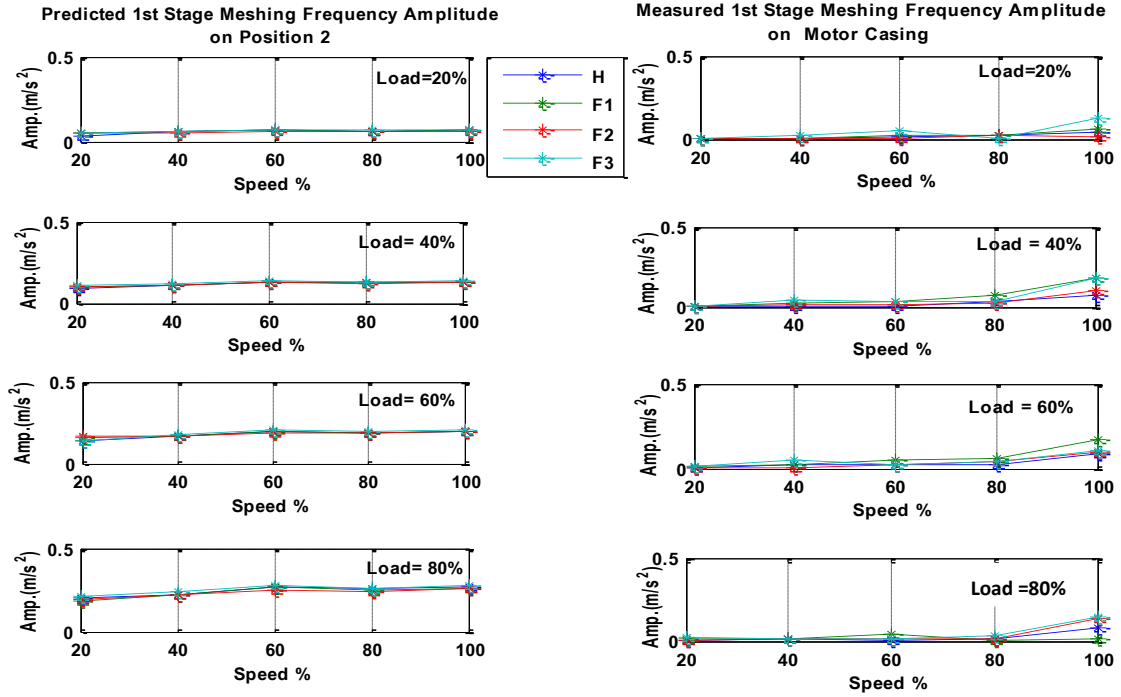 Predicted 1st Stage Meshing Frequency Amplitude
on Position 2
0.5
Amp.(m/s²)
0
Load=20%
20 40 60 80 100
Speed %
H
F1
F2
F3
0.5
Amp.(m/s²)
0
Load= 40%
20 40 60 80 100
Speed %
0.5
Amp.(m/s²)
0
Load= 60%
20 40 60 80 100
Speed %
0.5
Amp.(m/s²)
0
Load= 80%
20 40 60 80 100
Speed %
Measured 1st Stage Meshing Frequency Amplitude
on Motor Casing
0.5
Amp.(m/s²)
0
Load=20%
20 40 60 80 100
Speed %
0.5
Amp.(m/s²)
0
Load = 40%
20 40 60 80 100
Speed %
0.5
Amp.(m/s²)
0
Load = 60%
20 40 60 80 100
Speed %
0.5
Amp.(m/s²)
0
Load =80%
20 40 60 80 100
Speed %